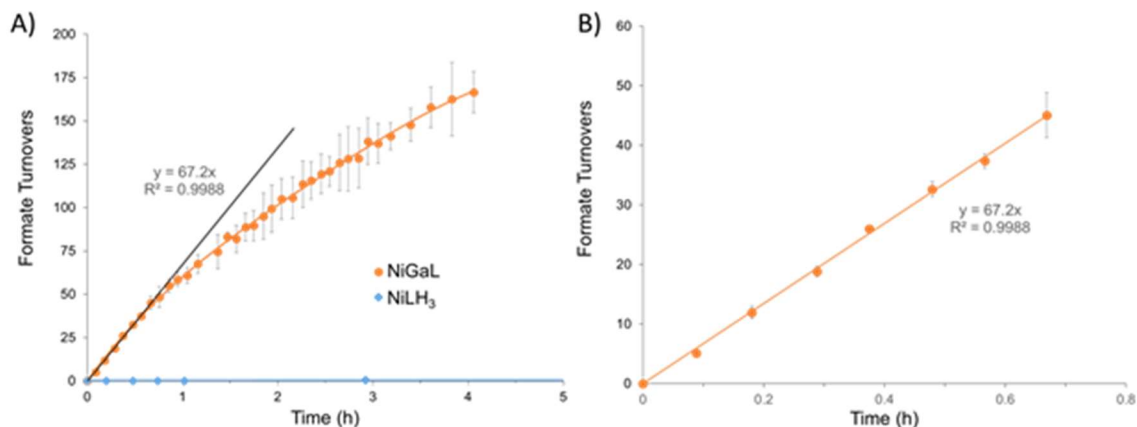 A)
Formate Turnovers
200
175
150
125
100
75
50
25
0
y = 67.2x
R² = 0.9988
NiGaL
NiLH₃
0 1 2 3 4 5
Time (h)
B)
Formate Turnovers
60
50
40
30
20
10
0
y = 67.2x
R² = 0.9988
0 0.2 0.4 0.6 0.8
Time (h)